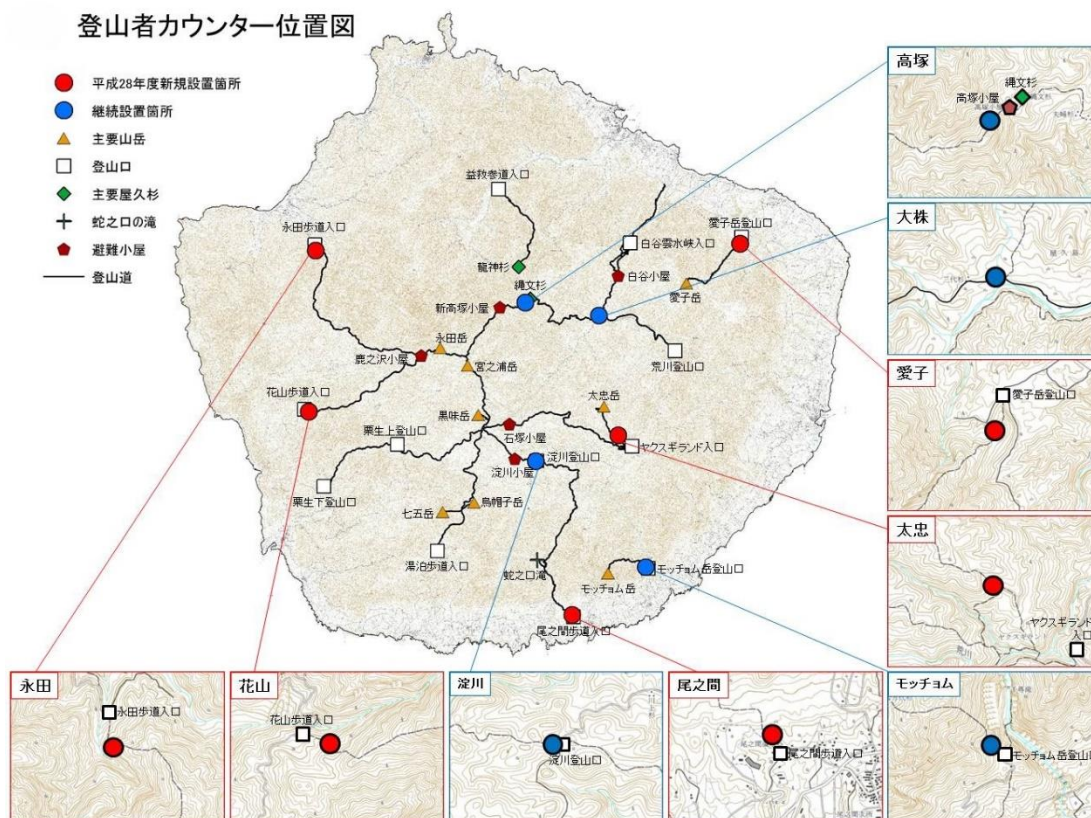 登山者カウンター位置図
平成28年度新規設置箇所
継続設置箇所
主要山岳
登山口
主要屋久杉
蛇之口の滝
避難小屋
登山道
益救参道入口
愛子岳登山口
永田歩道入口
白谷雲水峡入口
龍神杉
白谷小屋
縄文杉
愛子岳
新高塚小屋
永田岳
鹿之沢小屋
荒川登山口
宮之浦岳
花山歩道入口
太忠岳
黒味岳
栗生上登山口
石塚小屋
ヤクスギランド入口
淀川登山口
淀川小屋
栗生下登山口
烏帽子岳
七五岳
湯泊歩道入口
蛇之口滝
モッチョム岳登山口
モッチョム岳
尾之間歩道入口
高塚
縄文杉
高塚小屋
大株
愛子
愛子岳登山口
太忠
ヤクスギランド
ヤクスギランド
入口
荒川
永田
永田歩道入口
花山
花山歩道入口
淀川
淀川登山口
尾之間
尾之間歩道入口
モッチョム
モッチョム岳登山口